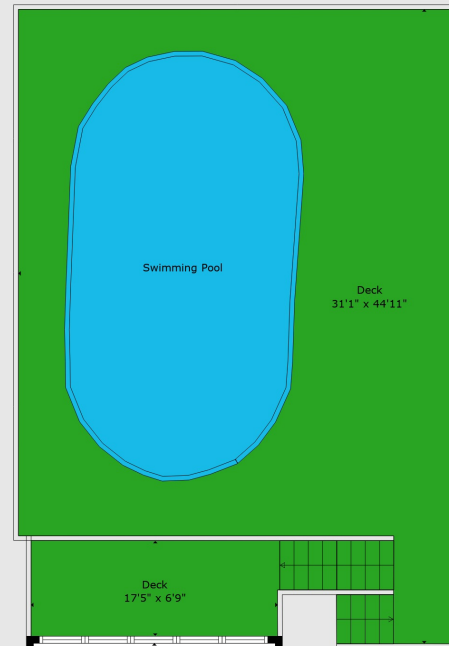 Swimming Pool
Deck
31'1" x 44'11"
Deck
17'5" x 6'9"